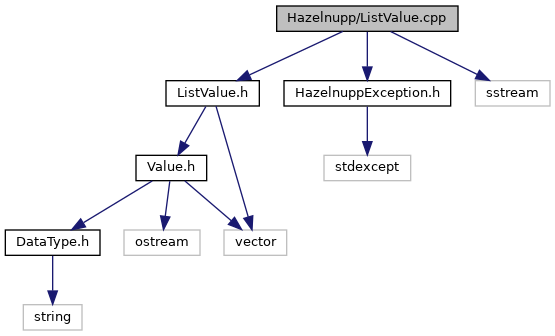 Hazelnupp/ListValue.cpp
ListValue.h
HazelnuppException.h
sstream
Value.h
stdexcept
DataType.h
ostream
vector
string